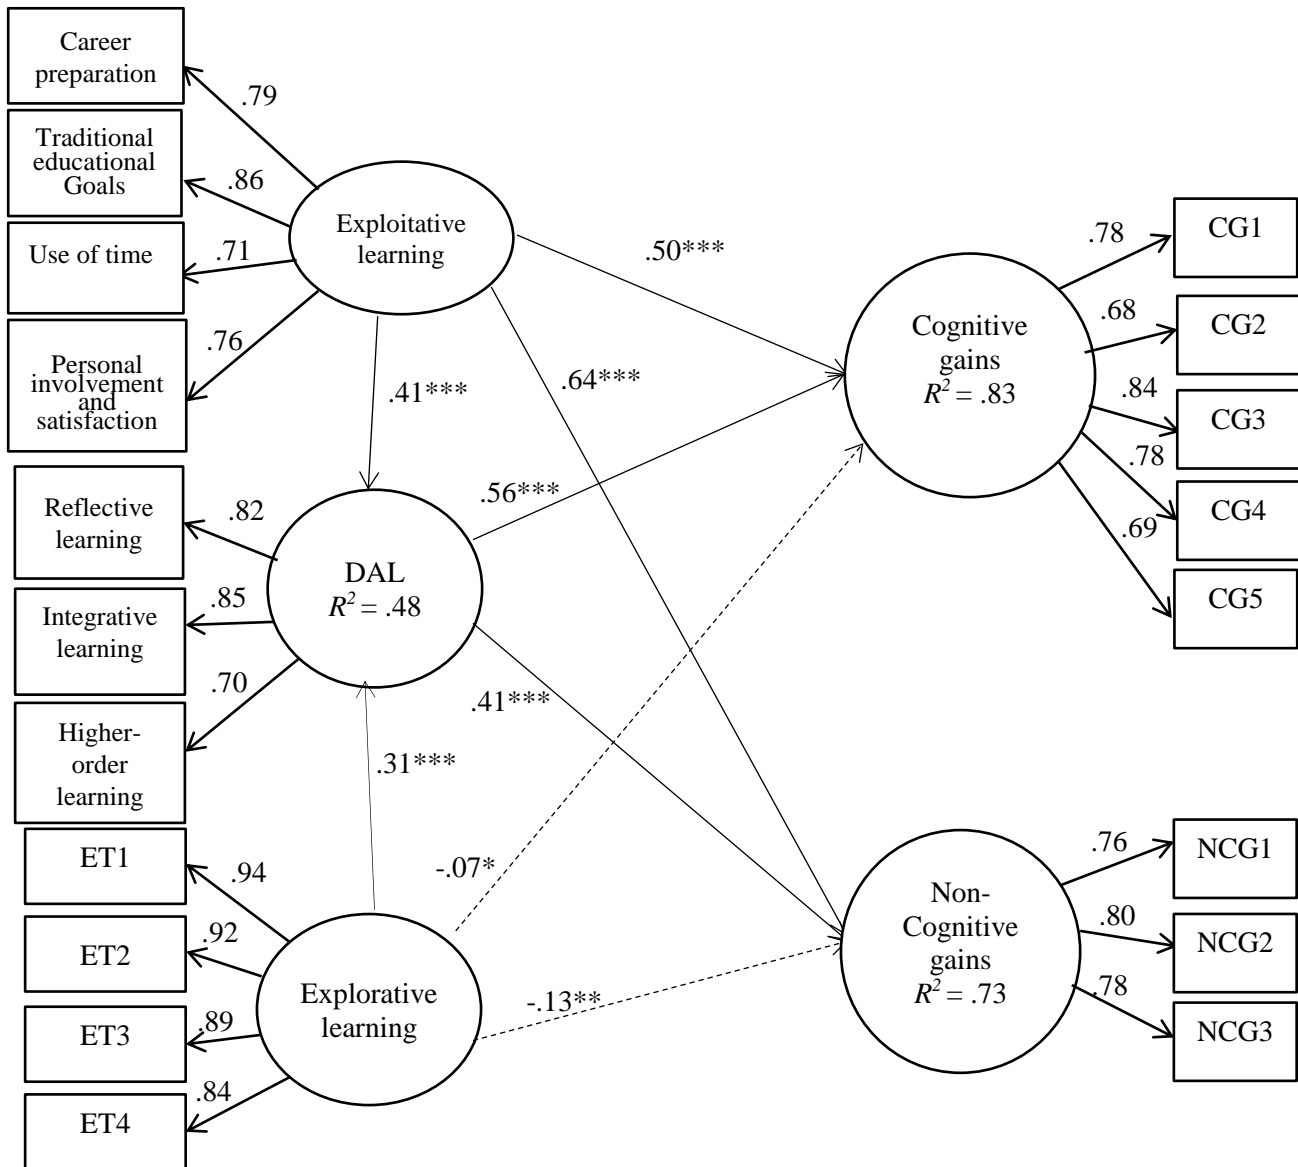 Career
preparation
.79
Traditional
educational
Goals
.86
Use of time
.71
Personal
involvement
and
satisfaction
.76
Exploitative
learning
.50***
.64***
.41***
Reflective
learning
.82
Integrative
learning
.85
Higher-
order
learning
.70
DAL
R² = .48
.56***
.41***
.31***
ET1
.94
ET2
.92
ET3
.89
ET4
.84
Explorative
learning
-.07*
-.13**
Cognitive
gains
R² = .83
.78
CG1
.68
CG2
.84
CG3
.78
CG4
.69
CG5
Non-
Cognitive
gains
R² = .73
.76
NCG1
.80
NCG2
.78
NCG3